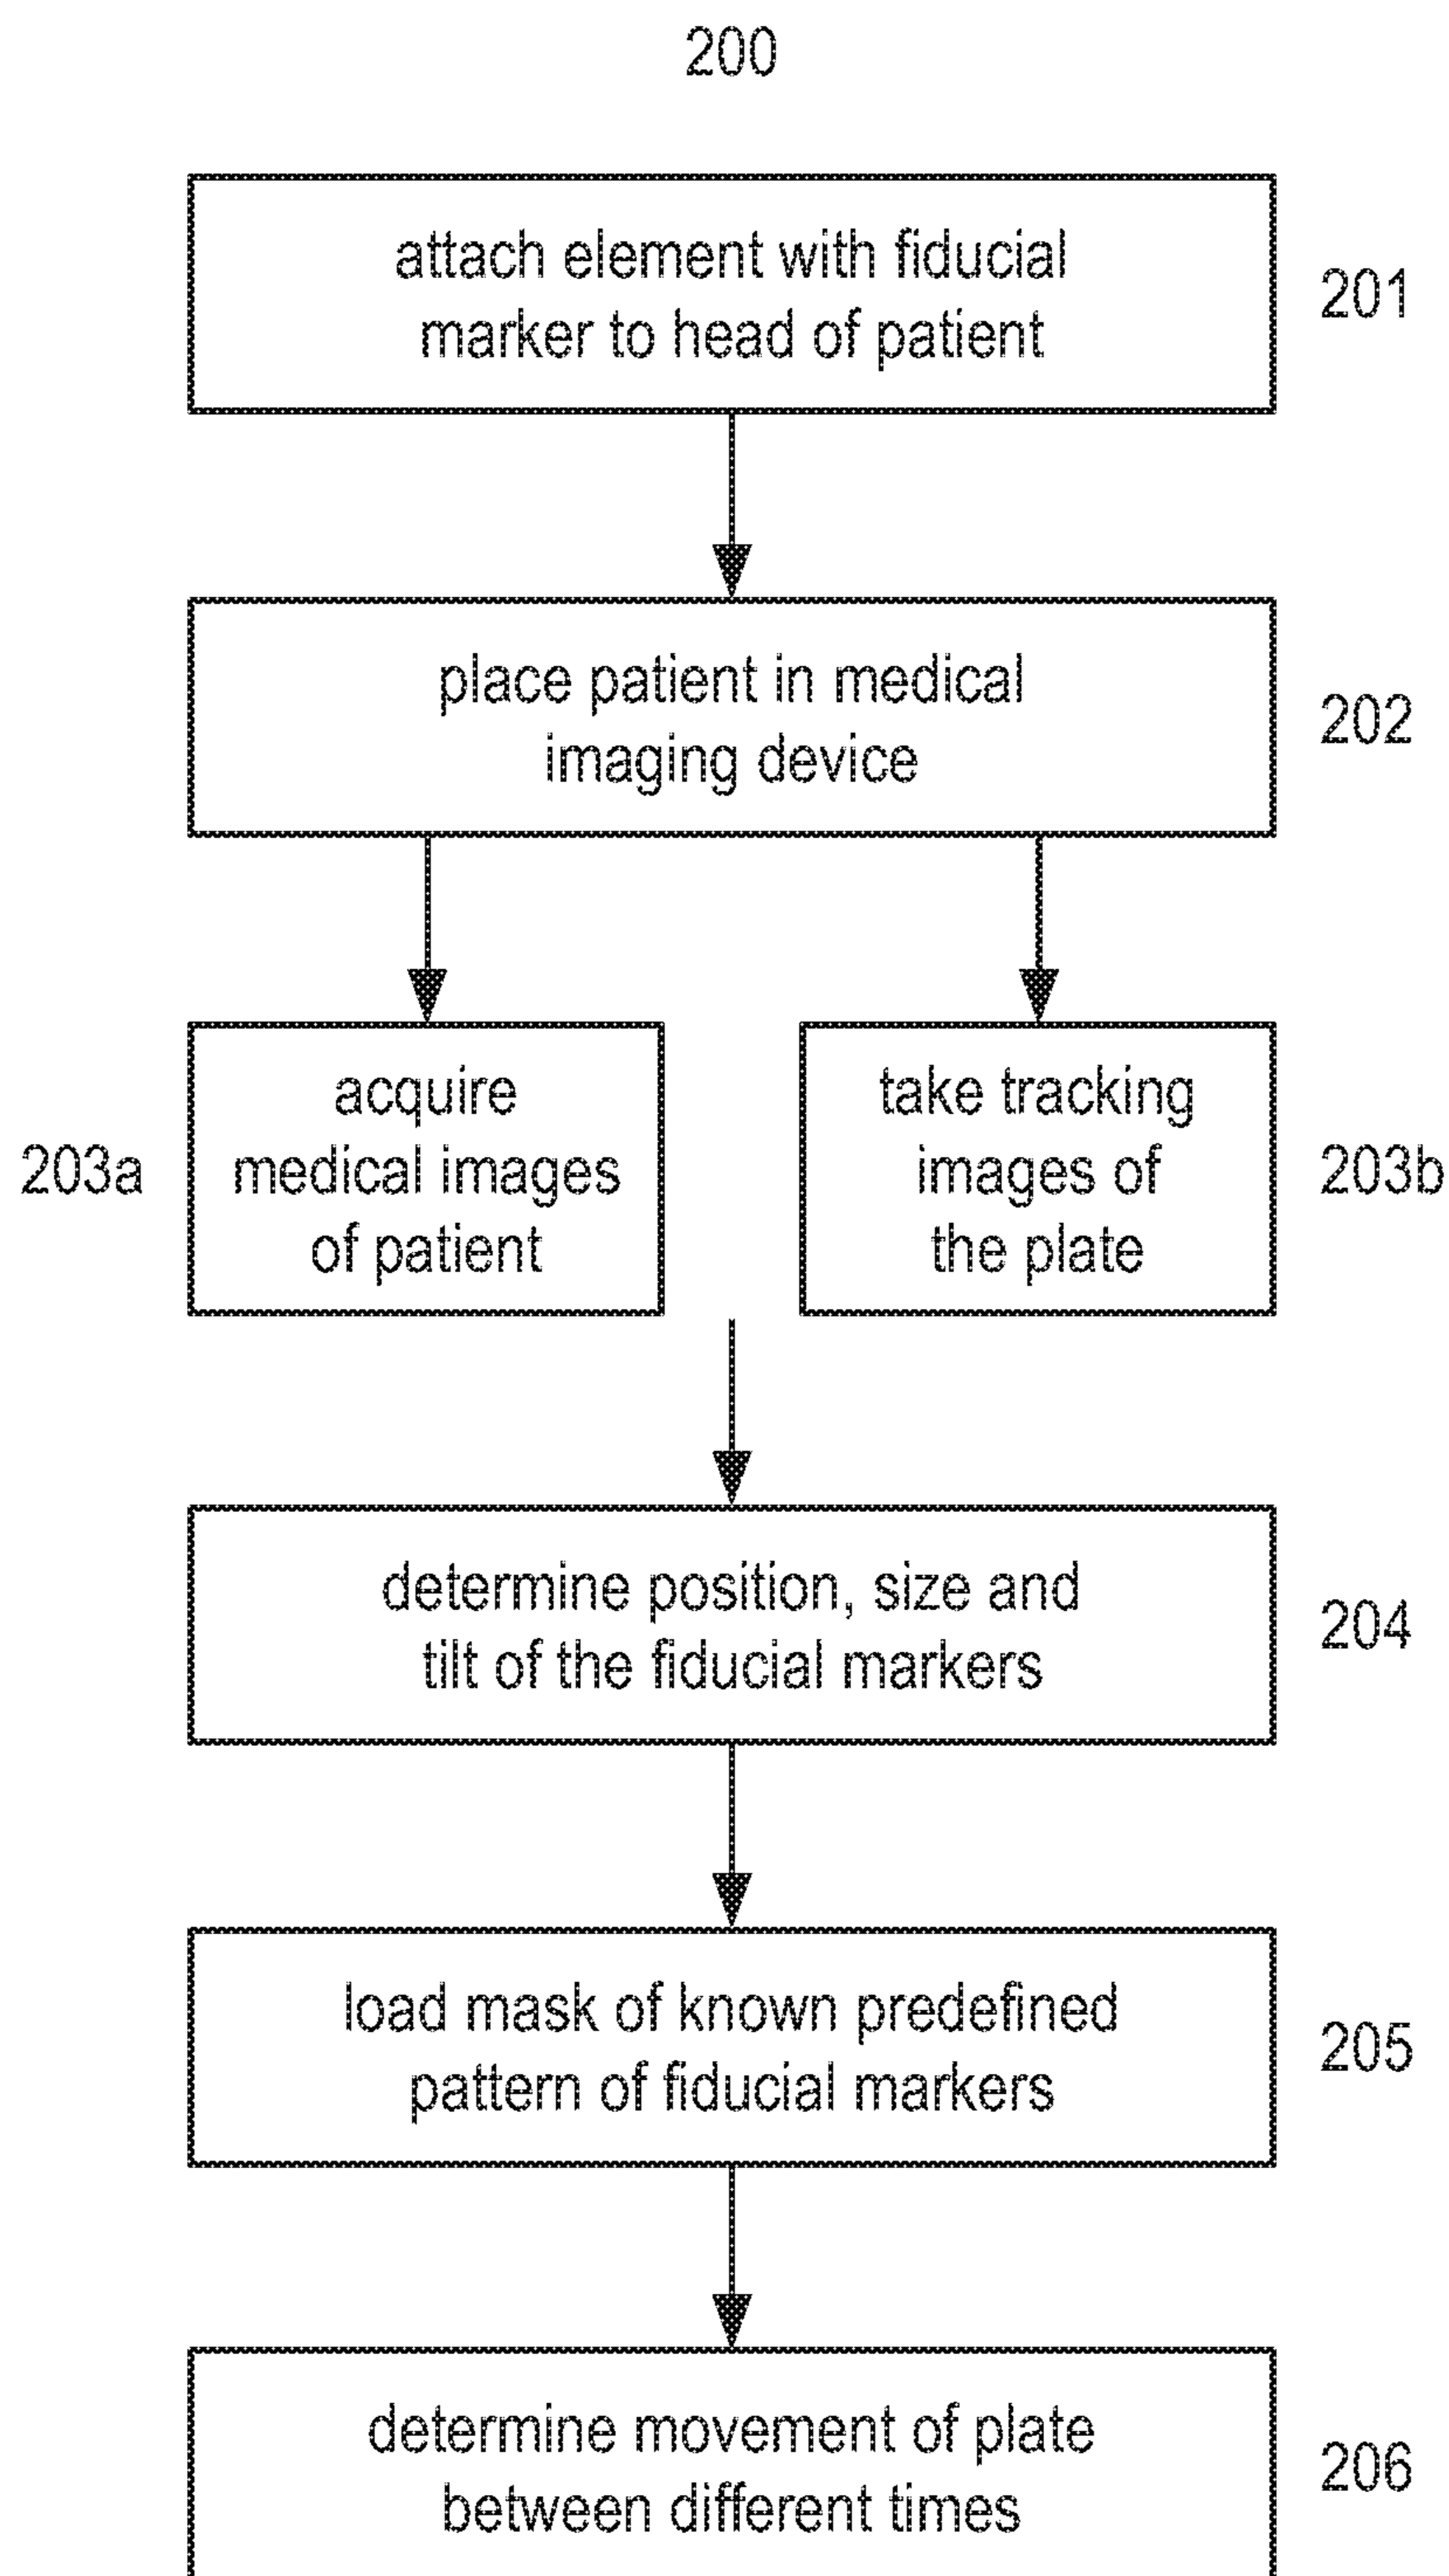 200
attach element with fiducial
marker to head of patient
201
place patient in medical
imaging device
202
203a
acquire
medical images
of patient
take tracking
images of
the plate
203b
determine position, size and
tilt of the fiducial markers
204
load mask of known predefined
pattern of fiducial markers
205
determine movement of plate
between different times
206